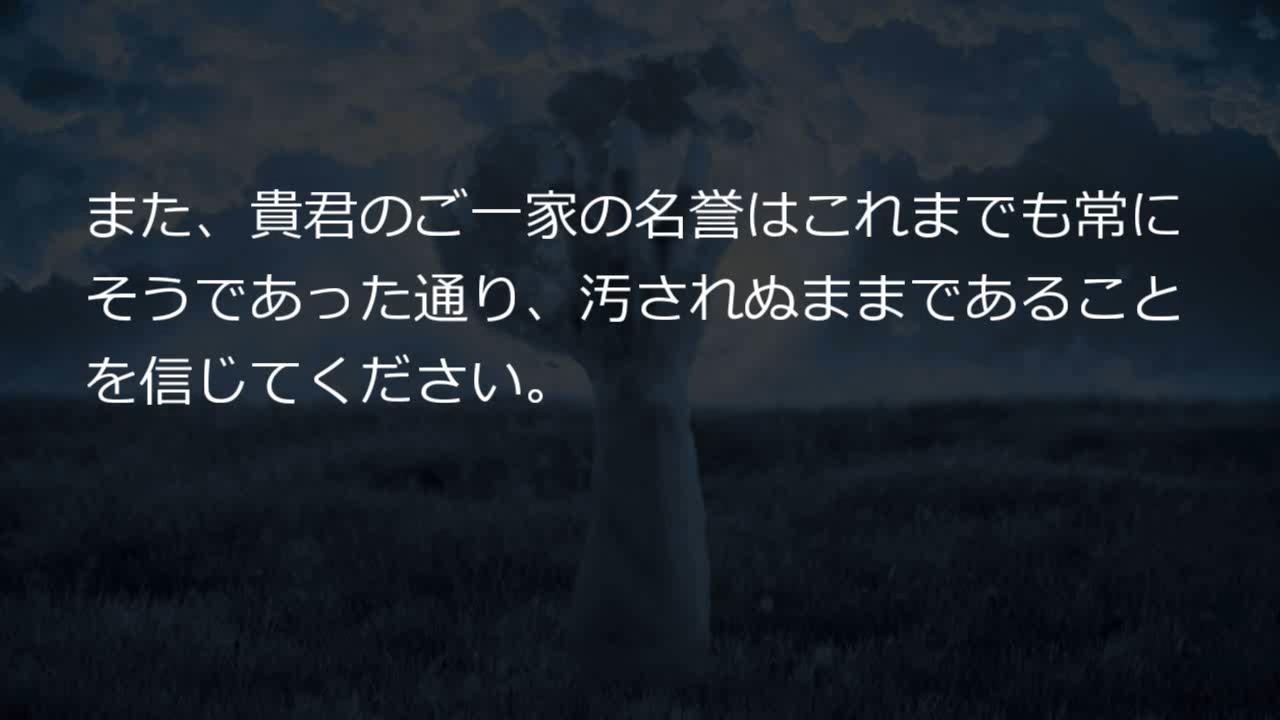 また、貴君のご一家の名誉はこれまでも常に
そうであった通り、汚されぬままであること
を信じてください。